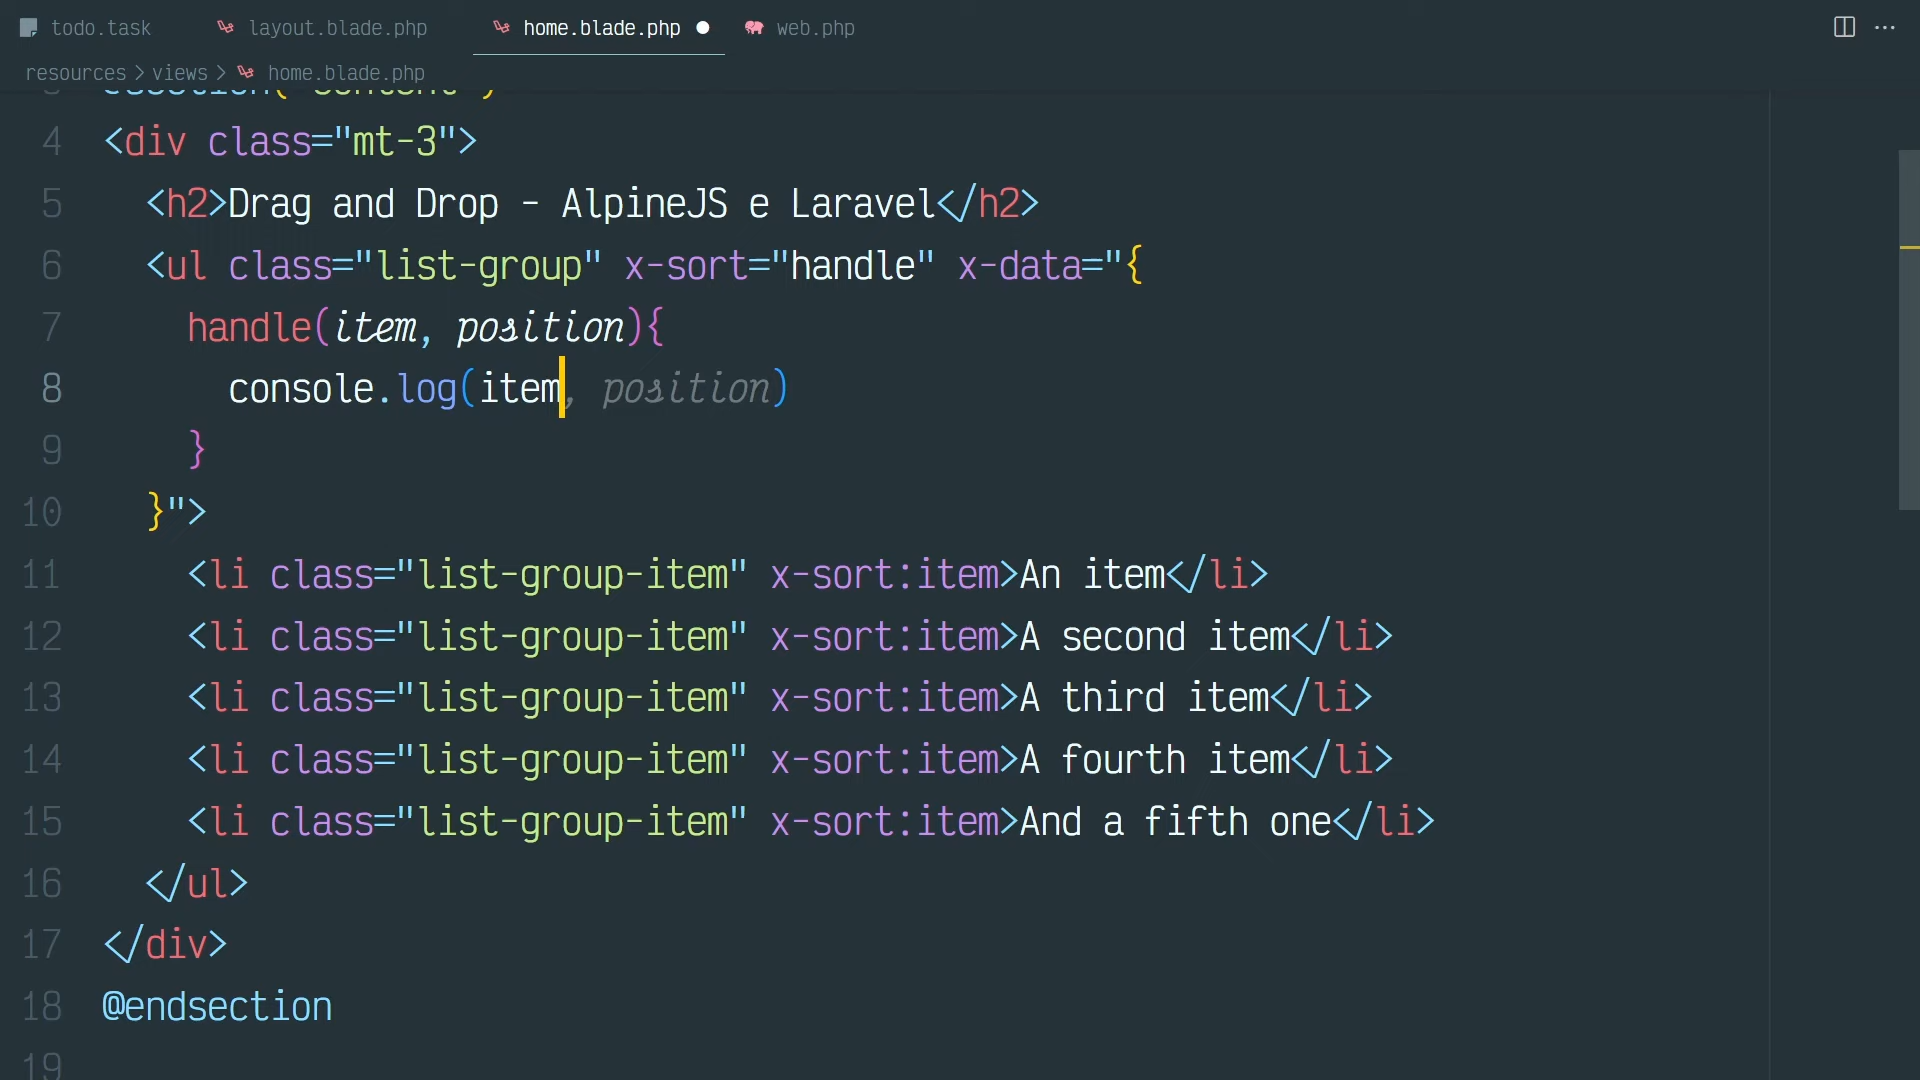 todo.task layout.blade.php home.blade.php web.php
resources > views > home.blade.php
4 <div class="mt-3">
5 <h2>Drag and Drop - AlpineJS e Laravel</h2>
6 <ul class="list-group" x-sort="handle" x-data="{
7 handle(item, position){
8 console.log(item, position)
9 }
10 }">
11 <li class="list-group-item" x-sort:item>An item</li>
12 <li class="list-group-item" x-sort:item>A second item</li>
13 <li class="list-group-item" x-sort:item>A third item</li>
14 <li class="list-group-item" x-sort:item>A fourth item</li>
15 <li class="list-group-item" x-sort:item>And a fifth one</li>
16 </ul>
17 </div>
18 @endsection
19